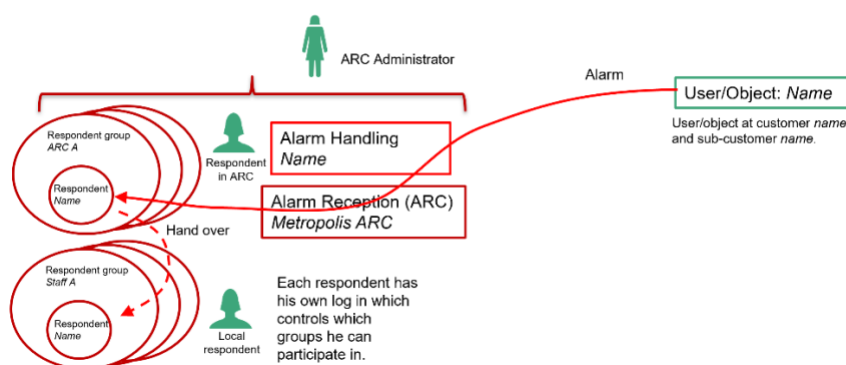 ARC Administrator
Alarm
User/Object: Name
User/object at customer name
and sub-customer name.
Respondent group
ARC A
Respondent
Name
Respondent
in ARC
Alarm Handling
Name
Alarm Reception (ARC)
Metropolis ARC
Hand over
Respondent group
Staff A
Respondent
Name
Local
respondent
Each respondent has
his own log in which
controls which
groups he can
participate in.